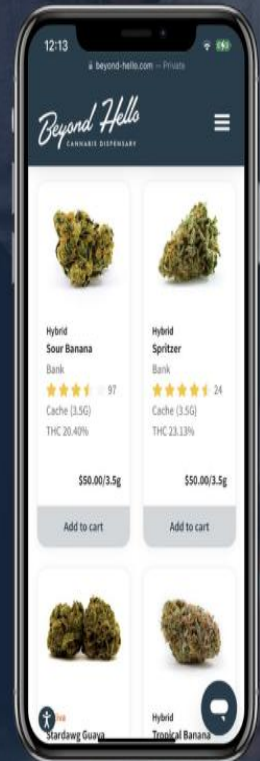 12:13
beyond-hello.com — Private
Beyond Hello
CANNABIS DISPENSARY
Hybrid
Sour Banana
Bank
97
Cache (3.5G)
THC 20.40%
$50.00/3.5g
Add to cart
Hybrid
Spritzer
Bank
24
Cache (3.5G)
THC 23.13%
$50.00/3.5g
Add to cart
Stardawg Guava
Hybrid
Tropical Banana